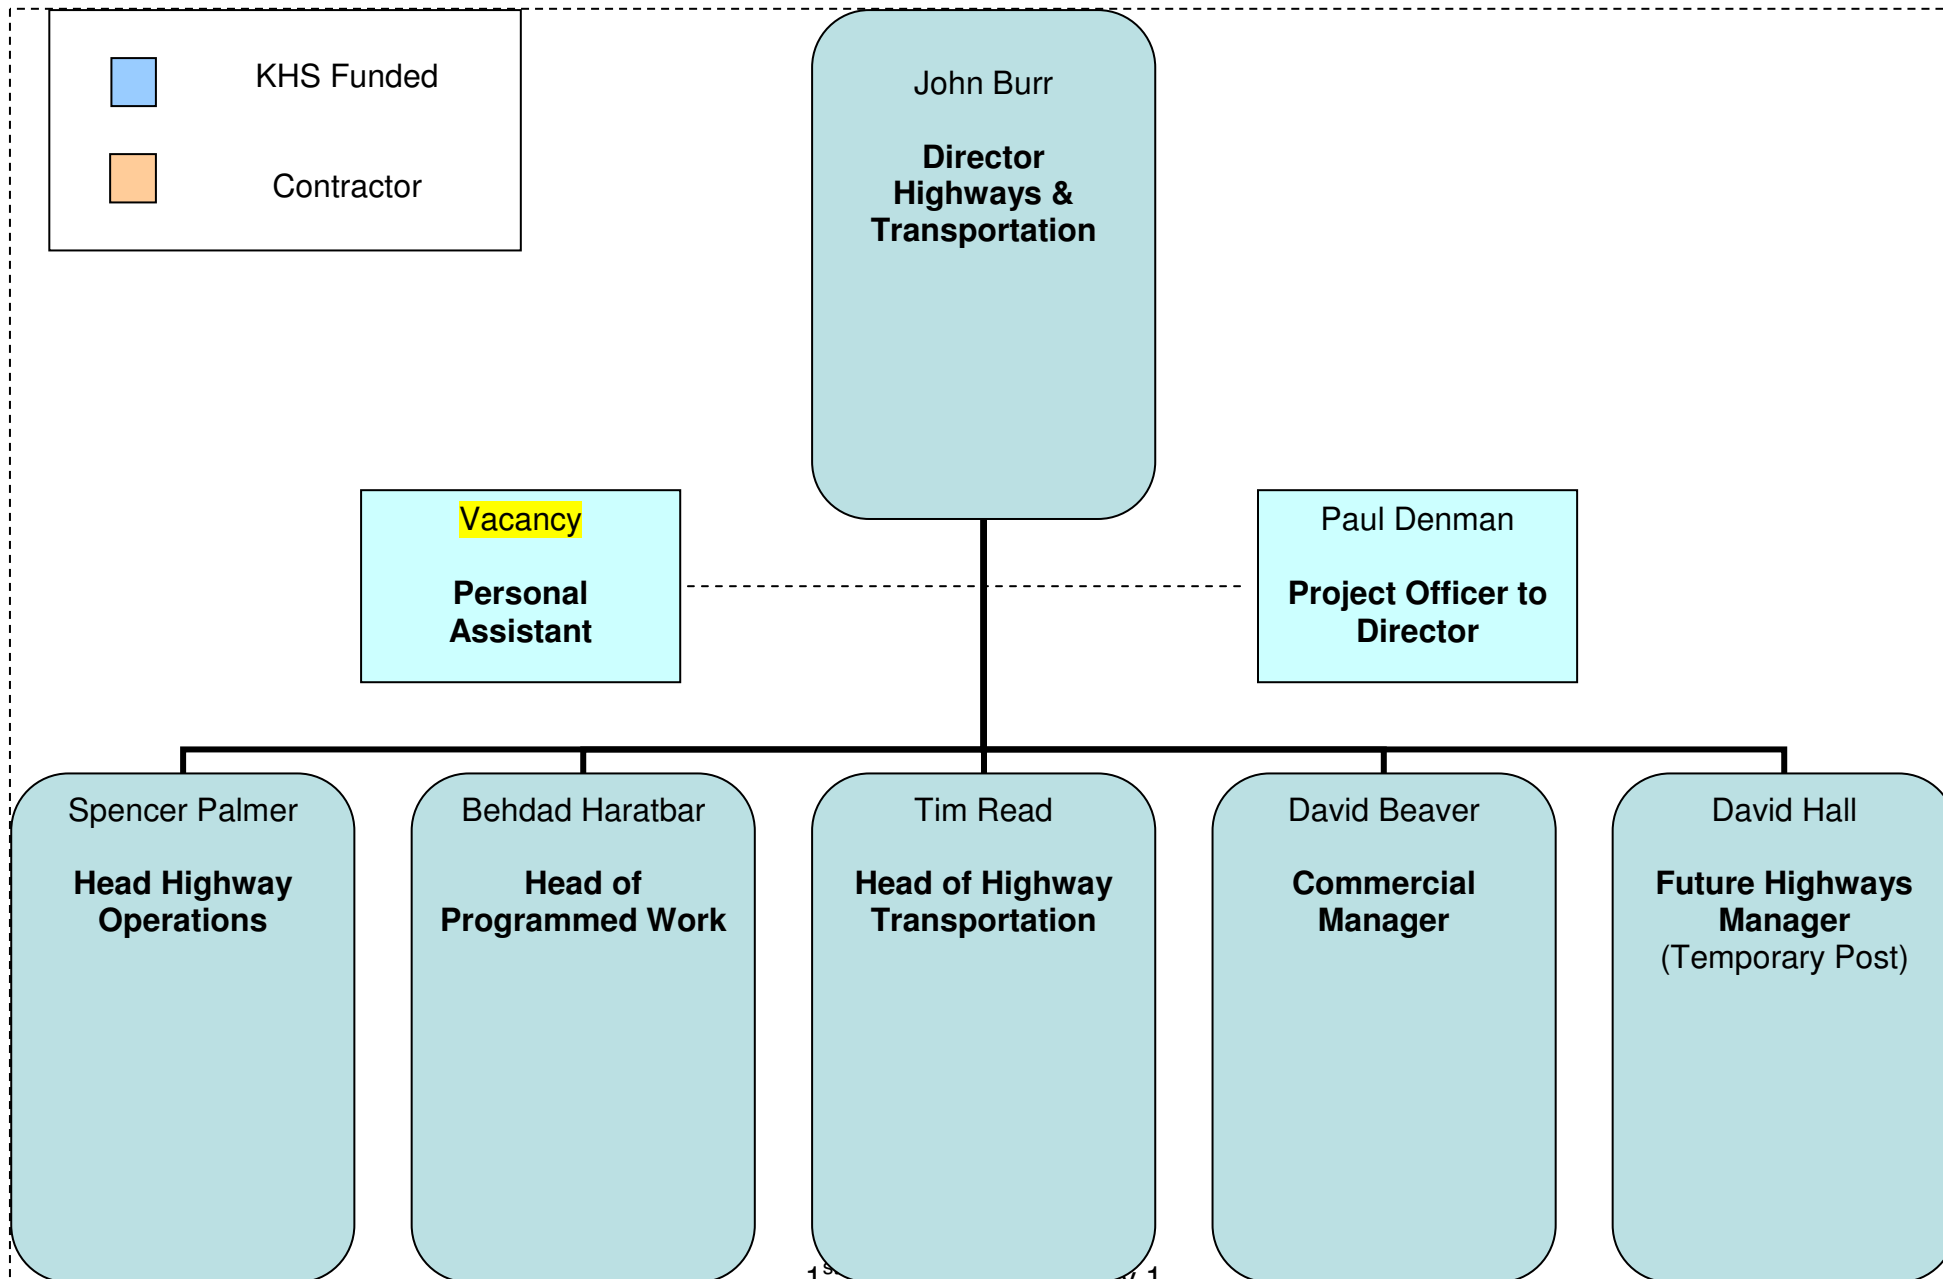 KHS Funded
Contractor
John Burr
Director
Highways &
Transportation
Vacancy
Personal
Assistant
Paul Denman
Project Officer to
Director
Spencer Palmer
Head Highway
Operations
Behdad Haratbar
Head of
Programmed Work
Tim Read
Head of Highway
Transportation
David Beaver
Commercial
Manager
David Hall
Future Highways
Manager
(Temporary Post)